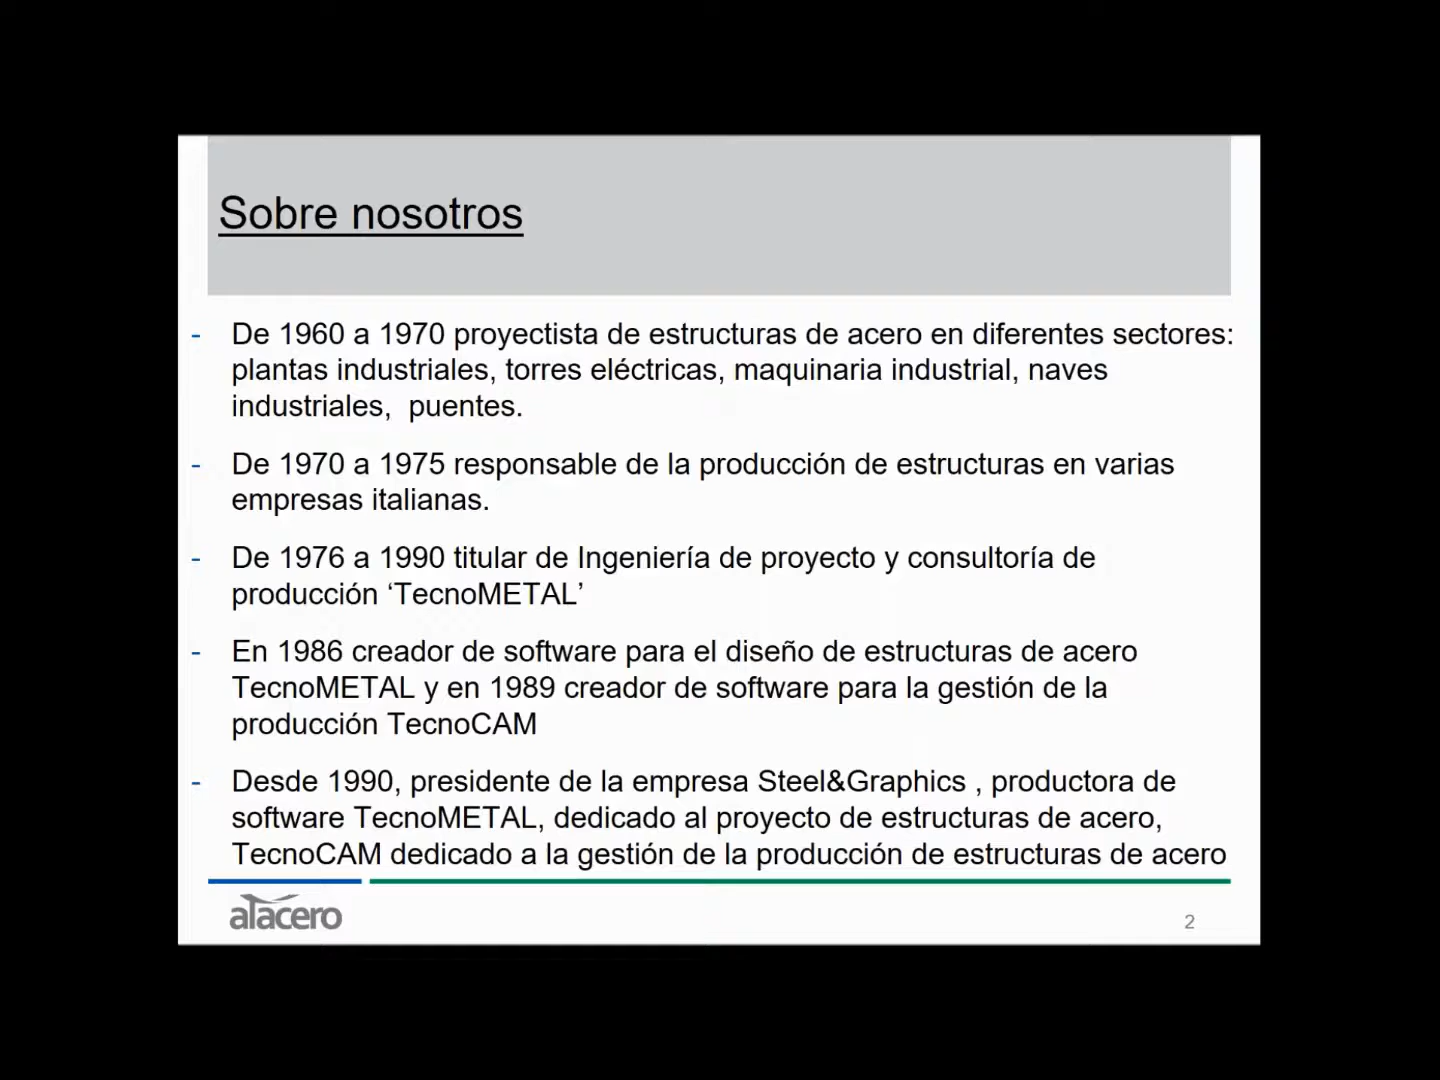 Sobre nosotros
- De 1960 a 1970 proyectista de estructuras de acero en diferentes sectores:
plantas industriales, torres eléctricas, maquinaria industrial, naves
industriales,  puentes.
- De 1970 a 1975 responsable de la producción de estructuras en varias
empresas italianas.
- De 1976 a 1990 titular de Ingeniería de proyecto y consultoría de
producción ‘TecnoMETAL’
- En 1986 creador de software para el diseño de estructuras de acero
TecnoMETAL y en 1989 creador de software para la gestión de la
producción TecnoCAM
- Desde 1990, presidente de la empresa Steel&Graphics , productora de
software TecnoMETAL, dedicado al proyecto de estructuras de acero,
TecnoCAM dedicado a la gestión de la producción de estructuras de acero
alacero
2